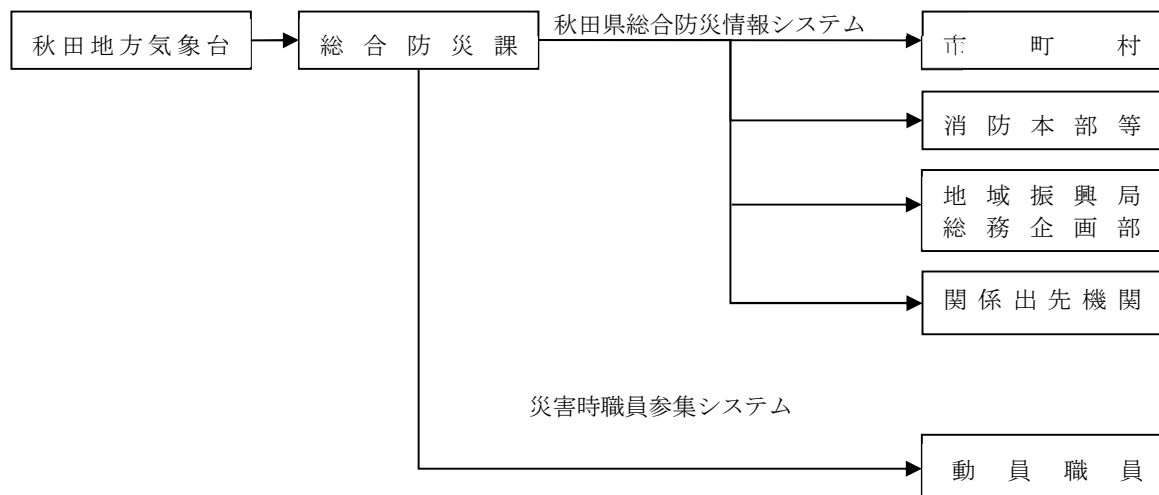 秋田地方気象台
総合防災課
秋田県総合防災情報システム
市町村
消防本部等
地域振興局
総務企画部
関係出先機関
災害時職員参集システム
動員職員